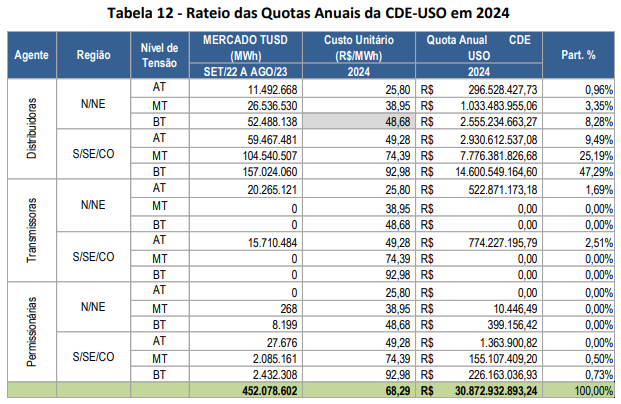 Tabela 12 - Rateio das Quotas Anuais da CDE-USO em 2024
Agente Região Nível de Tensão MERCADO TUSD (MWh) Custo Unitário (R$/MWh) Quota Anual CDE USO Part. %
SET/22 A AGO/23 2024 2024
Distribuidoras N/NE AT 11.492.668 25,80 R$ 296.528.427,73 0,96%
MT 26.536.530 38,95 R$ 1.033.483.955,06 3,35%
BT 52.488.138 48,68 R$ 2.555.234.663,27 8,28%
S/SE/CO AT 59.467.481 49,28 R$ 2.930.612.537,08 9,49%
MT 104.540.507 74,39 R$ 7.776.381.826,68 25,19%
BT 157.024.060 92,98 R$ 14.600.549.164,60 47,29%
Transmissoras N/NE AT 20.265.121 25,80 R$ 522.871.173,18 1,69%
MT 0 38,95 R$ 0,00 0,00%
BT 0 48,68 R$ 0,00 0,00%
S/SE/CO AT 15.710.484 49,28 R$ 774.227.195,79 2,51%
MT 0 74,39 R$ 0,00 0,00%
BT 0 92,98 R$ 0,00 0,00%
Permissionárias N/NE AT 0 25,80 R$ 0,00 0,00%
MT 268 38,95 R$ 10.446,49 0,00%
BT 8.199 48,68 R$ 399.156,42 0,00%
S/SE/CO AT 27.676 49,28 R$ 1.363.900,82 0,00%
MT 2.085.161 74,39 R$ 155.107.409,20 0,50%
BT 2.432.308 92,98 R$ 226.163.036,93 0,73%
452.078.602 68,29 R$ 30.872.932.893,24 100,00%